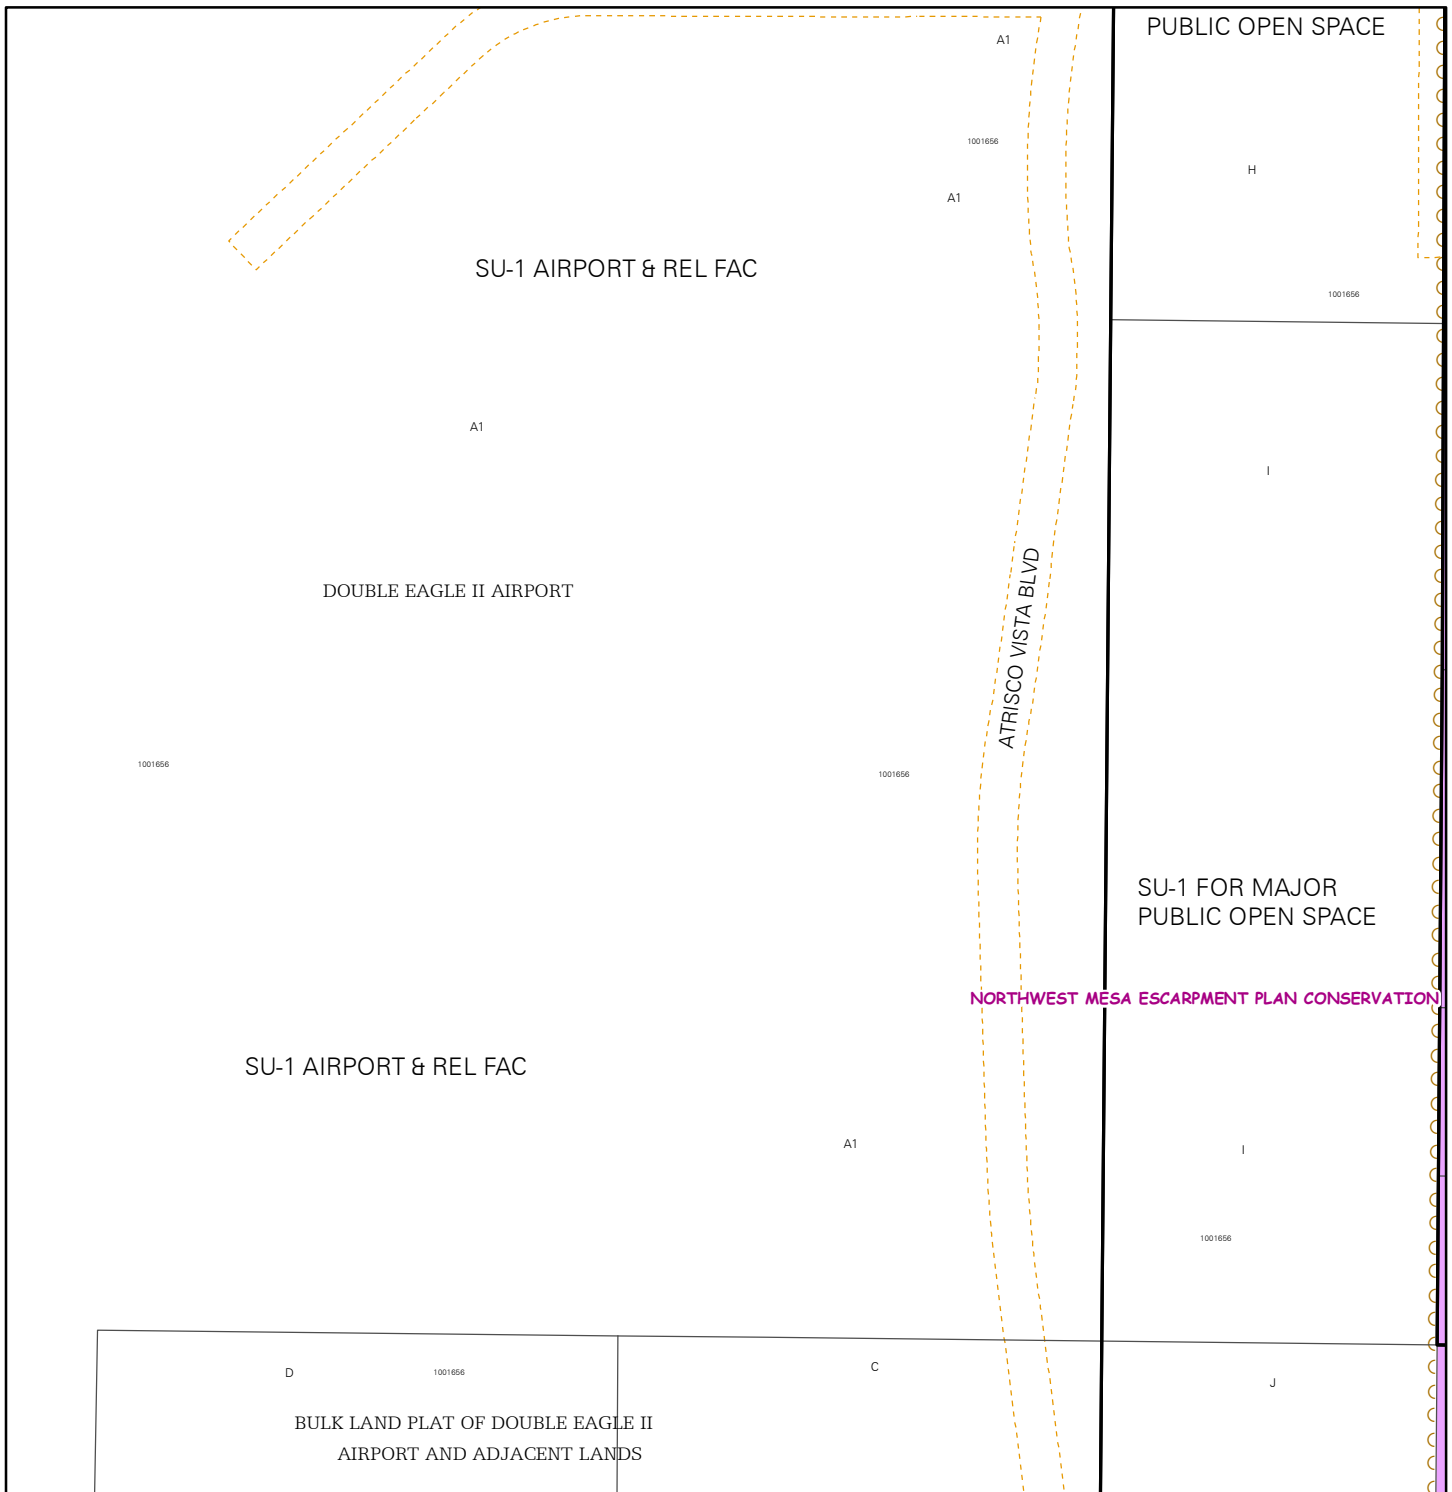 PUBLIC OPEN SPACE
A1
1001656
H
A1
SU-1 AIRPORT & REL FAC
1001656
A1
I
DOUBLE EAGLE II AIRPORT
ATRISCO VISTA BLVD
1001656
1001656
SU-1 FOR MAJOR
PUBLIC OPEN SPACE
NORTHWEST MESA ESCARPMENT PLAN CONSERVATION
SU-1 AIRPORT & REL FAC
A1
I
1001656
D
1001656
C
J
BULK LAND PLAT OF DOUBLE EAGLE II
AIRPORT AND ADJACENT LANDS